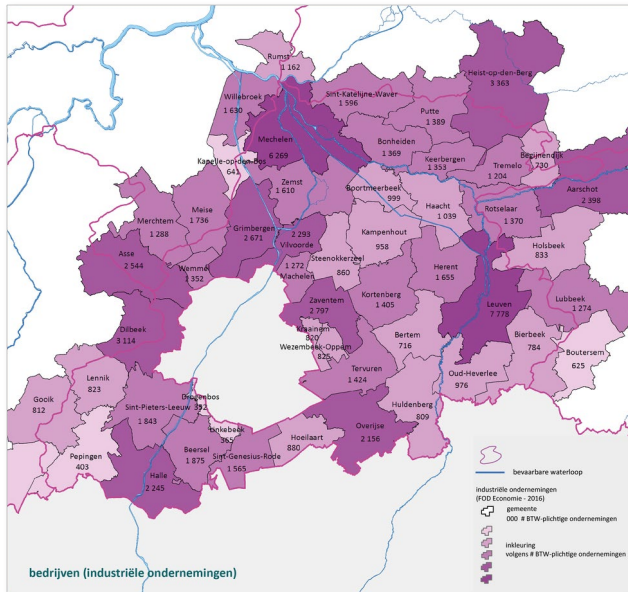 Rumst
1 162
Heist-op-den-Berg
3 363
Willebroek
1 630
Sint-Katelijne-Waver
1 596
Putte
1 389
Mechelen
6 269
Bonheiden
1 369
Keerbergen
1 353
Tremelo
1 204
Begijnendijk
730
Kapelle-op-den-Bos
641
Zemst
1 610
Boortmeerbeek
999
Haacht
1 039
Rotselaar
1 370
Aarschot
2 398
Meise
1 736
Merchtem
1 288
Grimbergen
2 671
2 293
Vilvoorde
Kampenhout
958
Holsbeek
833
Asse
2 544
Wemmel
1 352
1 272
Machelen
Steenokkerzeel
860
Herent
1 655
Zaventem
2 797
Kortenberg
1 405
Leuven
7 778
Lubbeek
1 274
Dilbeek
3 114
Kraainem
820
Wezembeek-Oppem
825
Bertem
716
Bierbeek
784
Boutersem
625
Tervuren
1 424
Oud-Heverlee
976
Lennik
823
Gooik
812
Sint-Pieters-Leeuw
1 843
Drogenbos
352
Huldenberg
809
Linkebeek
365
Hoeilaart
880
Overijse
2 156
Pepingen
403
Beersel
1 875
Sint-Genesius-Rode
1 565
Halle
2 245
bevaarbare waterloop
industriële ondernemingen
(FOD Economie - 2016)
gemeente
000 # BTW-plichtige ondernemingen
inkleuring
volgens # BTW-plichtige ondernemingen
bedrijven (industriële ondernemingen)